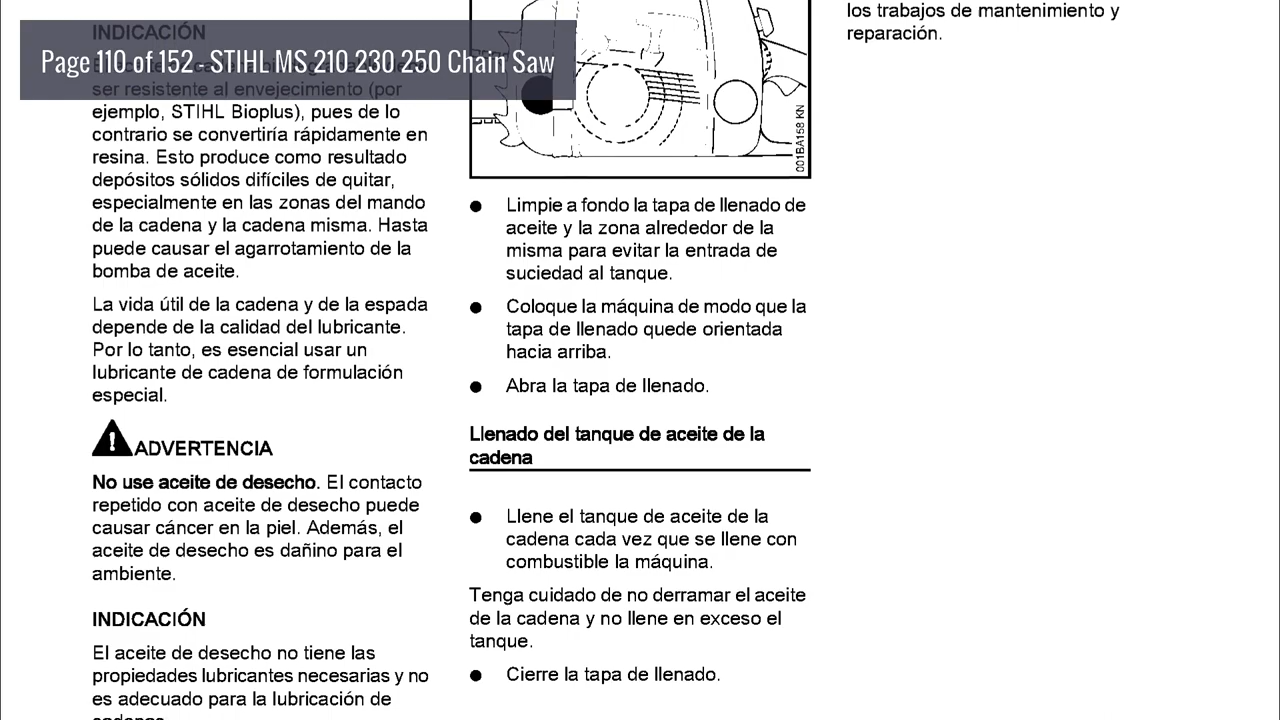 INDICACIÓN
Page 110 of 152 - STIHL MS 210 230 250 Chain Saw
ser resistente al envejecimiento (por
ejemplo, STIHL Bioplus), pues de lo
contrario se convertiría rápidamente en
resina. Esto produce como resultado
depósitos sólidos difíciles de quitar,
especialmente en las zonas del mando
de la cadena y la cadena misma. Hasta
puede causar el agarrotamiento de la
bomba de aceite.
La vida útil de la cadena y de la espada
depende de la calidad del lubricante.
Por lo tanto, es esencial usar un
lubricante de cadena de formulación
especial.
ADVERTENCIA
No use aceite de desecho. El contacto
repetido con aceite de desecho puede
causar cáncer en la piel. Además, el
aceite de desecho es dañino para el
ambiente.
INDICACIÓN
El aceite de desecho no tiene las
propiedades lubricantes necesarias y no
es adecuado para la lubricación de
cadenas.
001BA158 KN
● Limpie a fondo la tapa de llenado de
aceite y la zona alrededor de la
misma para evitar la entrada de
suciedad al tanque.
● Coloque la máquina de modo que la
tapa de llenado quede orientada
hacia arriba.
● Abra la tapa de llenado.
Llenado del tanque de aceite de la
cadena
● Llene el tanque de aceite de la
cadena cada vez que se llene con
combustible la máquina.
Tenga cuidado de no derramar el aceite
de la cadena y no llene en exceso el
tanque.
● Cierre la tapa de llenado.
los trabajos de mantenimiento y
reparación.